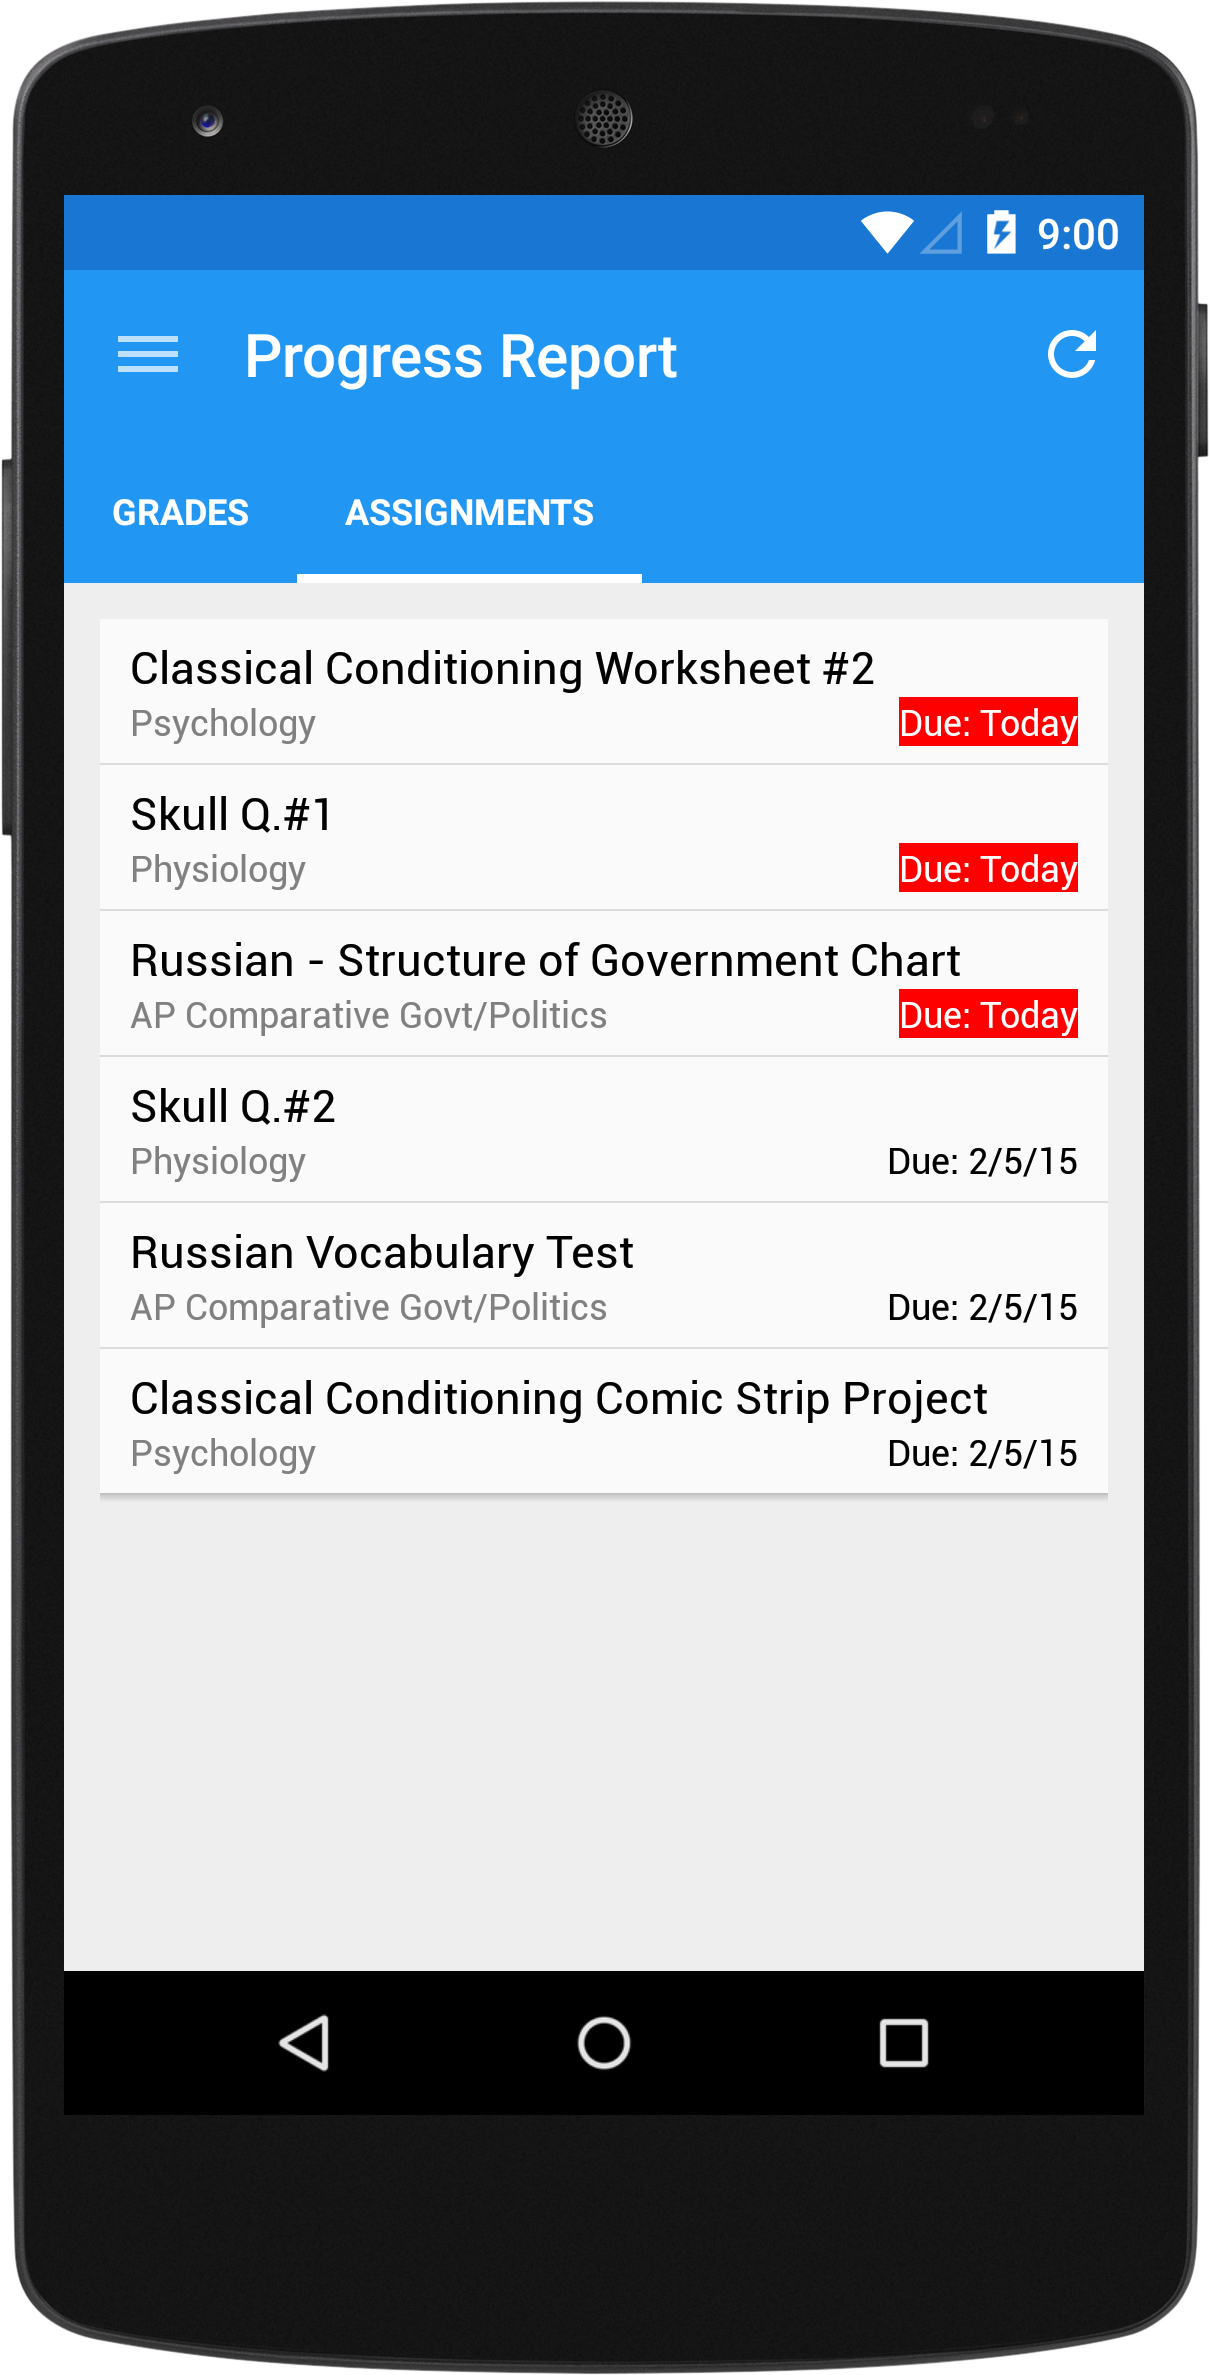 9:00
Progress Report
GRADES ASSIGNMENTS
Classical Conditioning Worksheet #2
Psychology Due: Today
Skull Q.#1
Physiology Due: Today
Russian - Structure of Government Chart
AP Comparative Govt/Politics Due: Today
Skull Q.#2
Physiology Due: 2/5/15
Russian Vocabulary Test
AP Comparative Govt/Politics Due: 2/5/15
Classical Conditioning Comic Strip Project
Psychology Due: 2/5/15